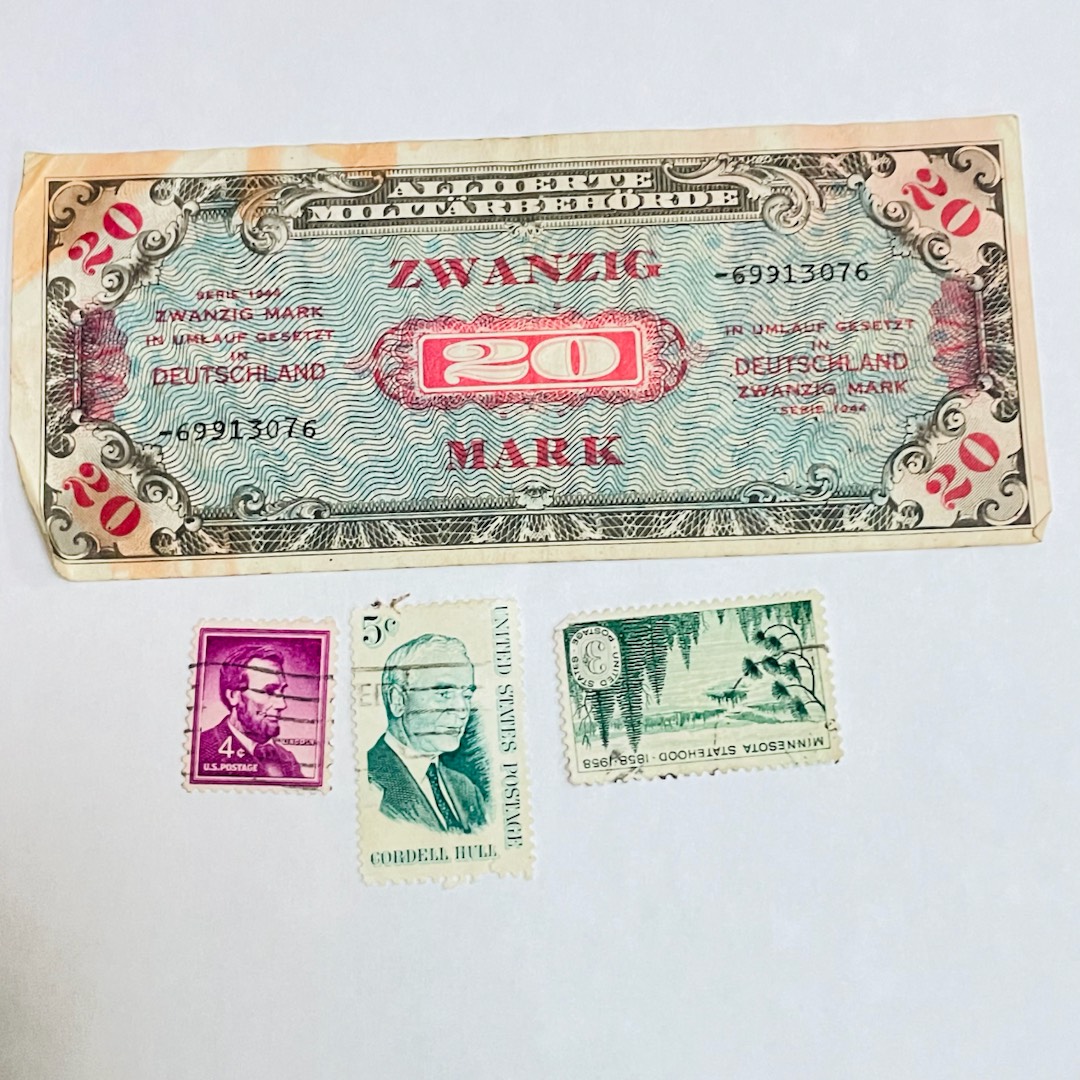 ALLIIERTE
MILITÄRBEHÖRDE
20
20
ZWANZIG
-69913076
SERIE 1944
ZWANZIG MARK
IN UMLAUF GESETZT
IN
DEUTSCHLAND
20
IN UMLAUF GESETZT
IN
DEUTSCHLAND
ZWANZIG MARK
SERIE 1944
-69913076
MARK
20
20
4¢
LINCOLN
U.S. POSTAGE
5¢
UNITED STATES POSTAGE
CORDELL HULL
UNITED STATES POSTAGE
3¢
MINNESOTA STATEHOOD · 1858-1958